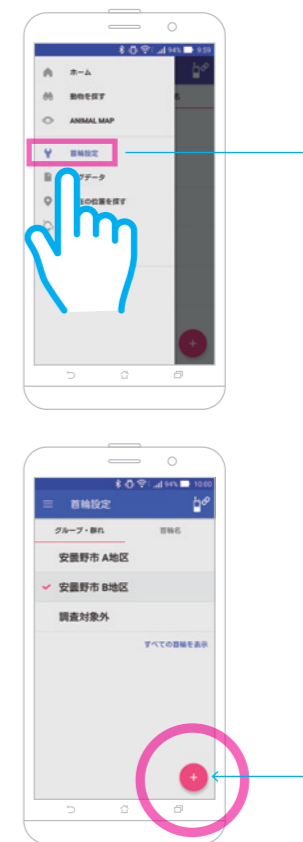 94% 9:59
ホーム
動物を探す
ANIMAL MAP
首輪設定
データ
の位置を探す
94% 10:00
首輪設定
グループ・群れ
首輪名
安曇野市 A地区
安曇野市 B地区
調査対象外
すべての首輪を表示